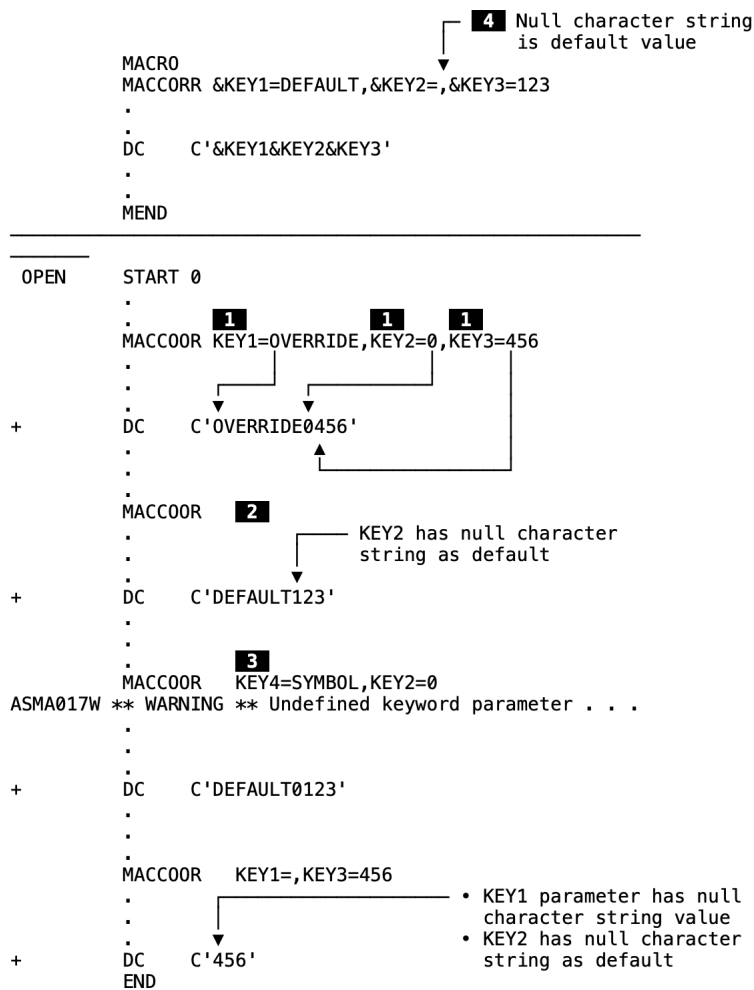 4 Null character string
is default value
MACRO
MACCORR &KEY1=DEFAULT,&KEY2=,&KEY3=123
.
.
DC C'&KEY1&KEY2&KEY3'
.
.
MEND
OPEN START 0
.
.
1 1 1
MACCOOR KEY1=OVERRIDE,KEY2=0,KEY3=456
.
.
.
+ DC C'OVERRIDE0456'
.
.
.
MACCOOR 2
. KEY2 has null character
. string as default
.
+ DC C'DEFAULT123'
.
.
. 3
MACCOOR KEY4=SYMBOL,KEY2=0
ASMA017W ** WARNING ** Undefined keyword parameter . . .
.
.
.
+ DC C'DEFAULT0123'
.
.
.
MACCOOR KEY1=,KEY3=456
. • KEY1 parameter has null
. character string value
. • KEY2 has null character
+ DC C'456' string as default
END